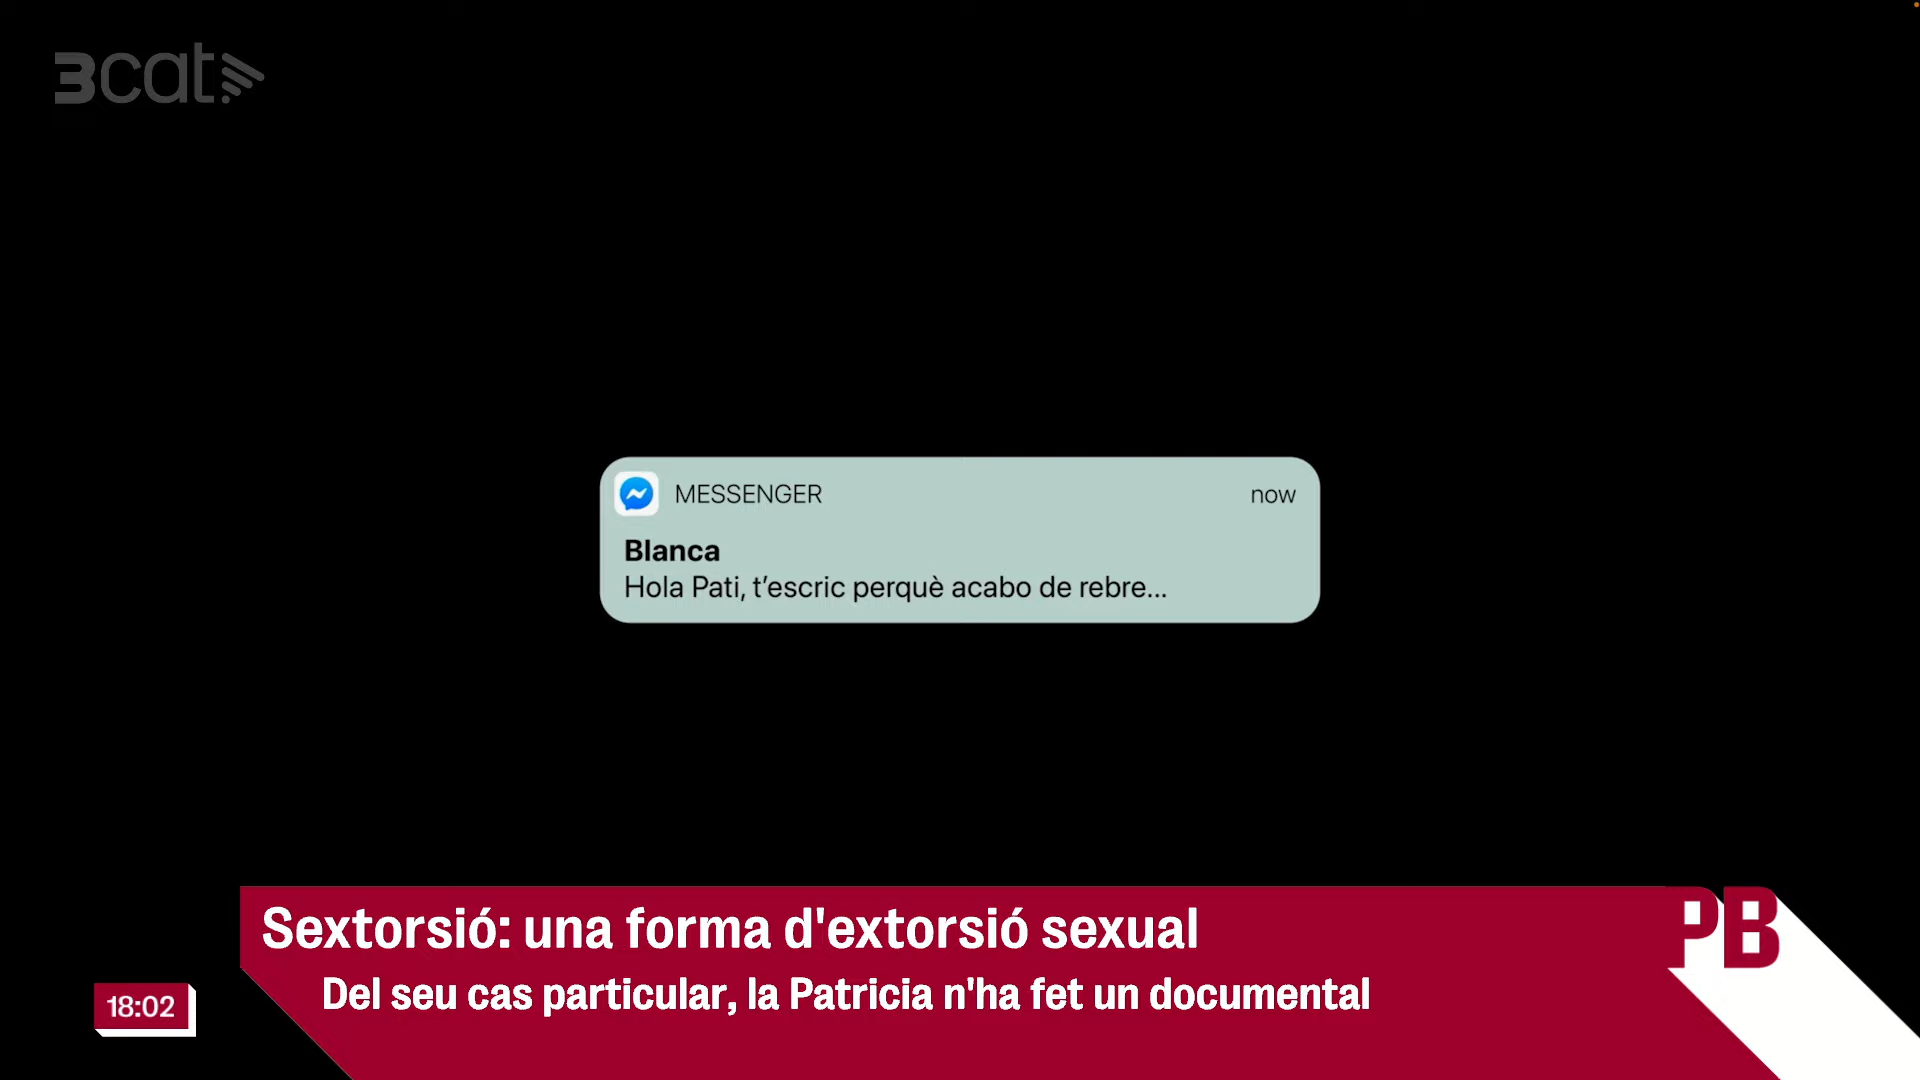 3cat
MESSENGER
now
Blanca
Hola Pati, t’escric perquè acabo de rebre...
Sextorsió: una forma d'extorsió sexual
PB
Del seu cas particular, la Patricia n'ha fet un documental
18:02